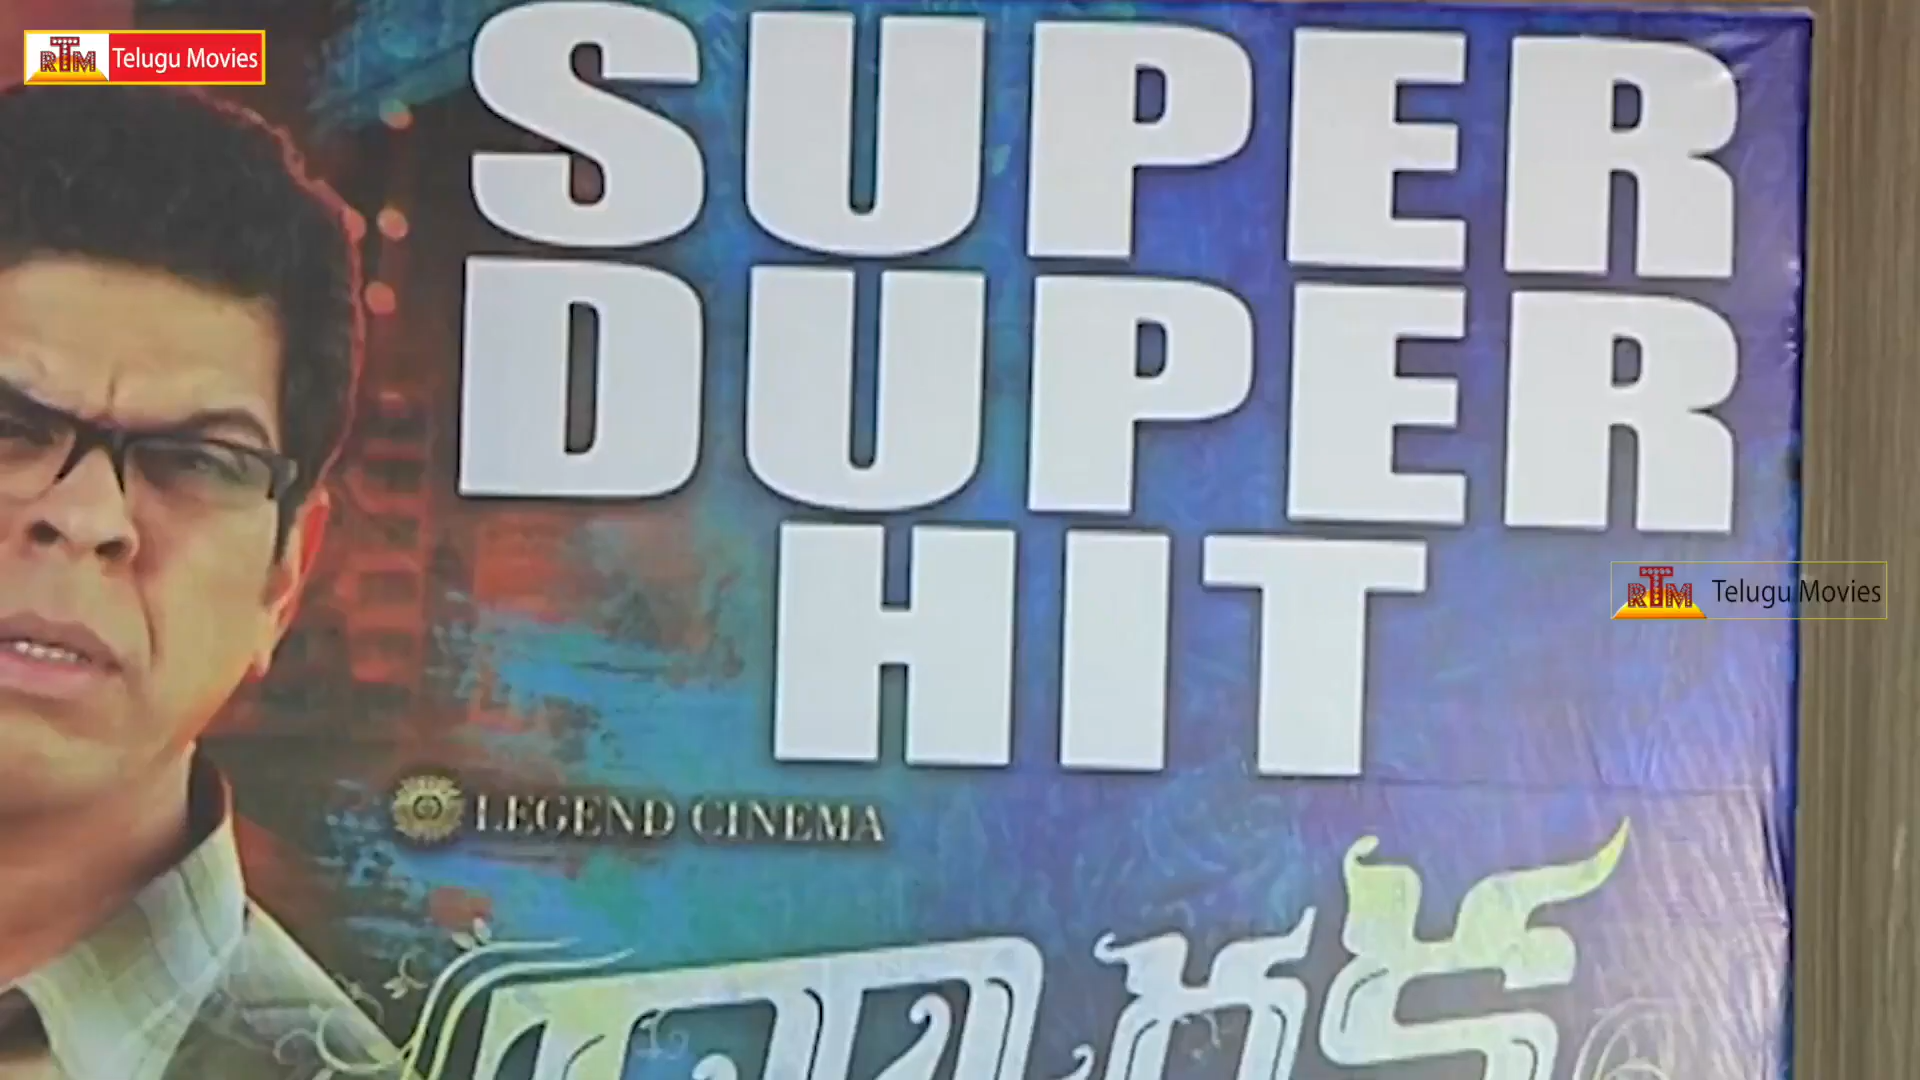 RTM Telugu Movies
SUPER
DUPER
HIT
RTM Telugu Movies
LEGEND CINEMA